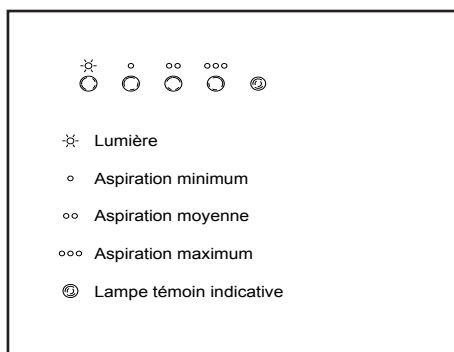 Lumière
Aspiration minimum
Aspiration moyenne
Aspiration maximum
Lampe témoin indicative